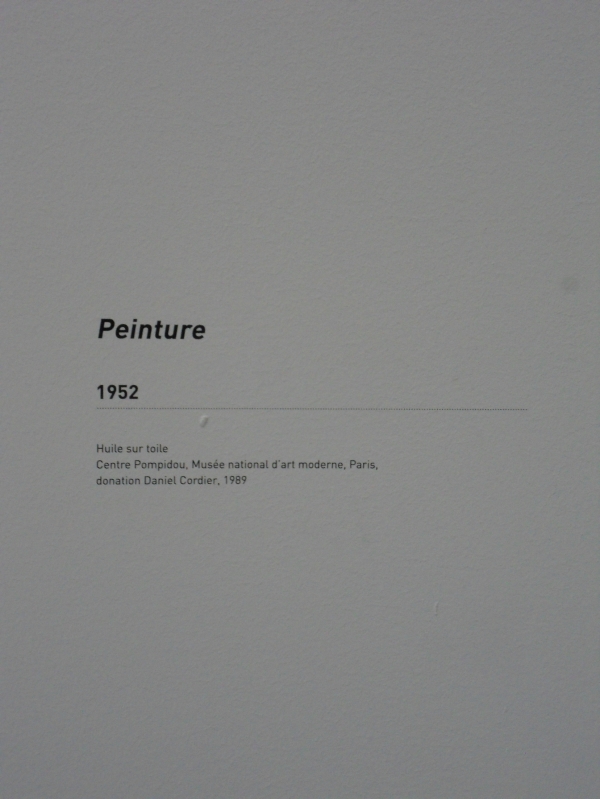 Peinture
1952
Huile sur toile
Centre Pompidou, Musée national d'art moderne, Paris,
donation Daniel Cordier, 1989